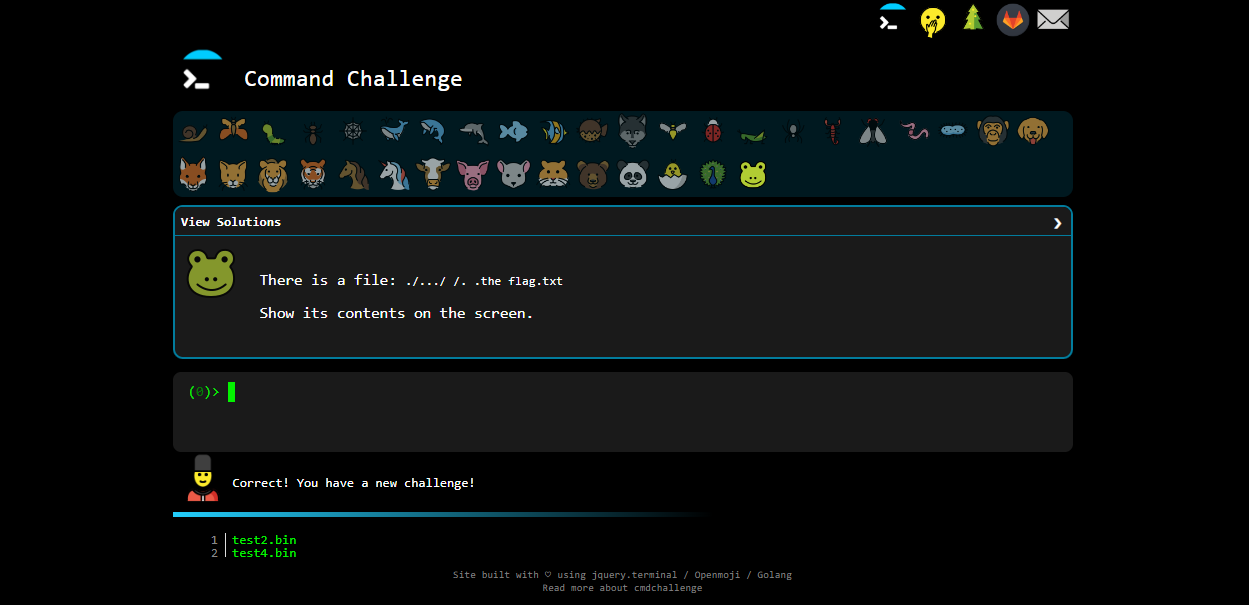 Command Challenge
View Solutions
There is a file: ./.../ /. .the flag.txt
Show its contents on the screen.
(0)>
Correct! You have a new challenge!
1 test2.bin
2 test4.bin
Site built with ♡ using jquery.terminal / Openmoji / Golang
Read more about cmdchallenge